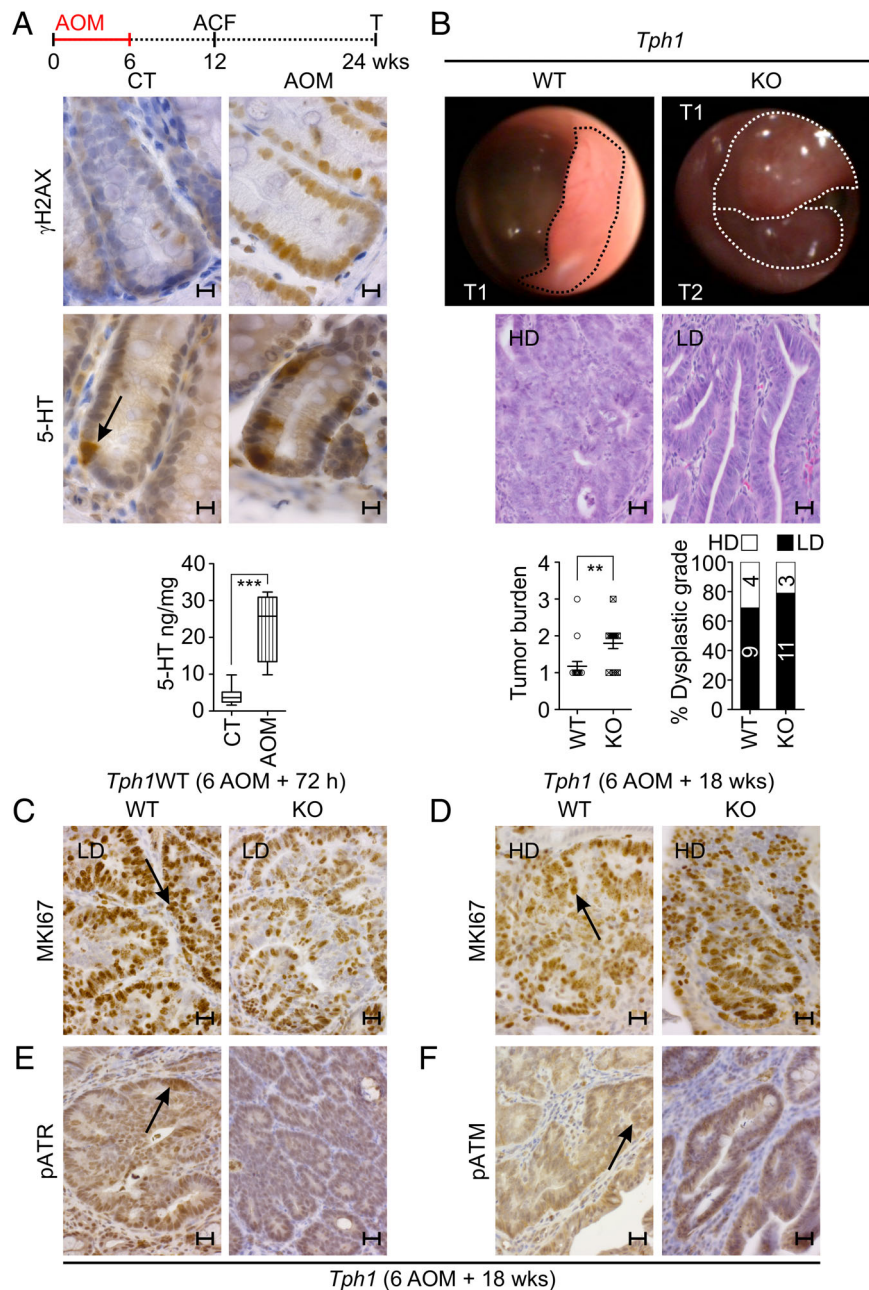 A
AOM
ACF
T
0
6
12
24 wks
CT
AOM
γH2AX
5-HT
5-HT ng/mg
40
30
20
10
0
***
CT
AOM
Tph1WT (6 AOM + 72 h)
B
Tph1
WT
KO
T1
T1
T2
HD
LD
Tumor burden
4
3
2
1
**
WT
KO
HD
LD
% Dysplastic grade
100
80
60
40
20
0
4
9
3
11
WT
KO
Tph1 (6 AOM + 18 wks)
C
WT
KO
MKI67
LD
LD
D
WT
KO
MKI67
HD
HD
E
pATR
F
pATM
Tph1 (6 AOM + 18 wks)